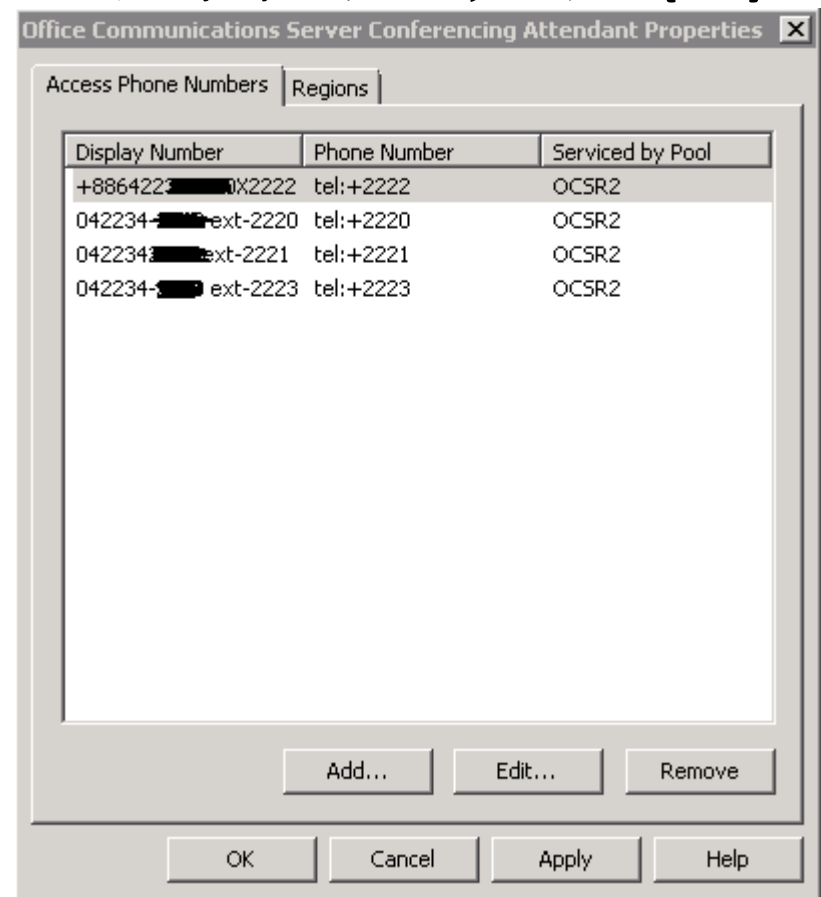 Office Communications Server Conferencing Attendant Properties
Access Phone Numbers Regions
Display Number Phone Number Serviced by Pool
+886422 X2222 tel:+2222 OCSR2
042234- ext-2220 tel:+2220 OCSR2
042234 ext-2221 tel:+2221 OCSR2
042234- ext-2223 tel:+2223 OCSR2
Add... Edit... Remove
OK Cancel Apply Help